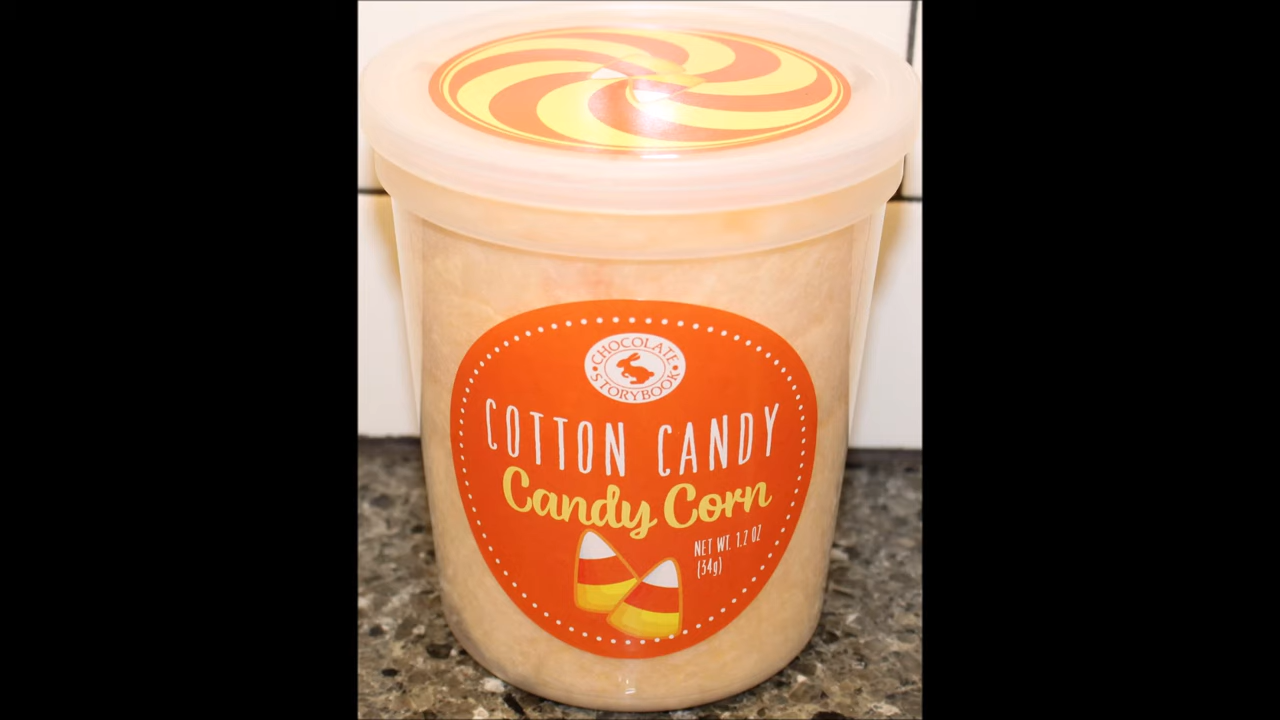 CHOCOLATE
STORYBOOK
COTTON CANDY
Candy Corn
NET WT. 1.2 OZ
(34g)